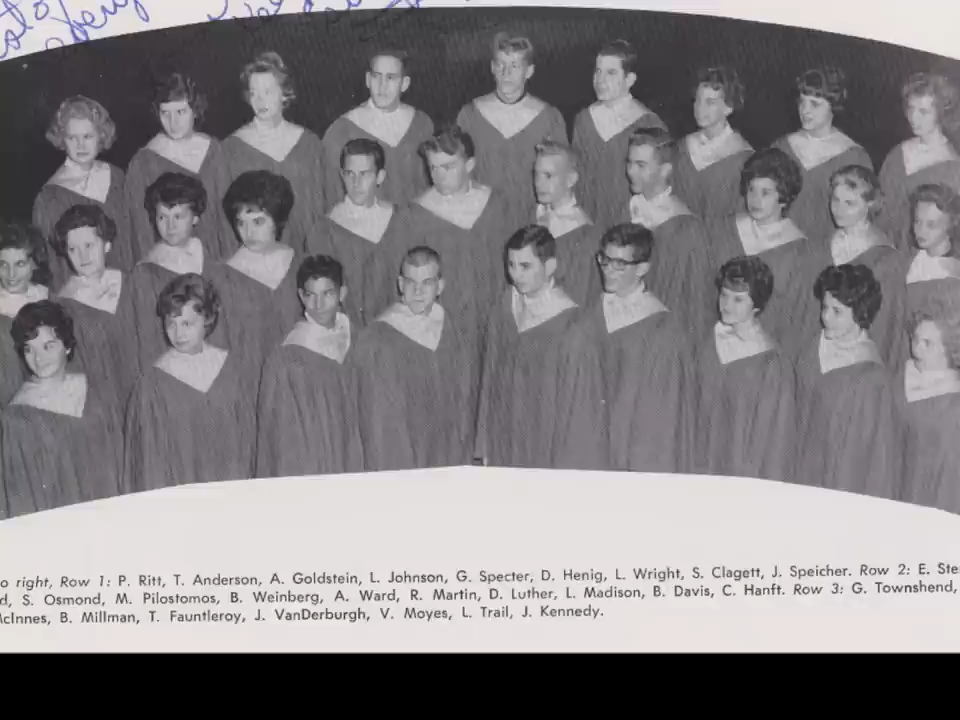 o right, Row 1: P. Ritt, T. Anderson, A. Goldstein, L. Johnson, G. Specter, D. Henig, L. Wright, S. Clagett, J. Speicher. Row 2: E. Ste
d, S. Osmond, M. Pilostomos, B. Weinberg, A. Ward, R. Martin, D. Luther, L. Madison, B. Davis, C. Hanft. Row 3: G. Townshend,
cInnes, B. Millman, T. Fauntleroy, J. VanDerburgh, V. Moyes, L. Trail, J. Kennedy.